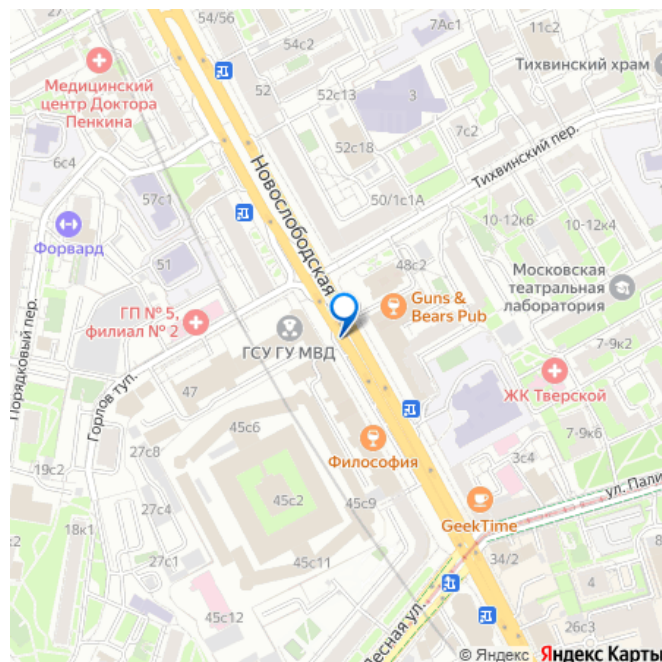 54/56
54с2
7Ас1
11с2
Тихвинский храм
Медицинский
центр Доктора
Пенкина
52
52с13
3
7с2
52с18
Тихвинский пер.
6с4
57с1
Новослободская
50/1с1А
10-12к6
10-12к4
Форвард
51
48с2
Московская
театральная
лаборатория
Guns &
Bears Pub
ГП № 5,
филиал № 2
ГСУ ГУ МВД
7-9к2
Порядковый пер.
Горлов туп.
47
ЖК Тверской
45с6
7-9к6
27с8
Философия
3с4
19с2
45с2
45с9
ул. Пали
27с4
GeekTime
18к1
27с1
45с11
34/2
4
45с12
Лесная ул.
26с3
© Яндекс Яндекс Карты